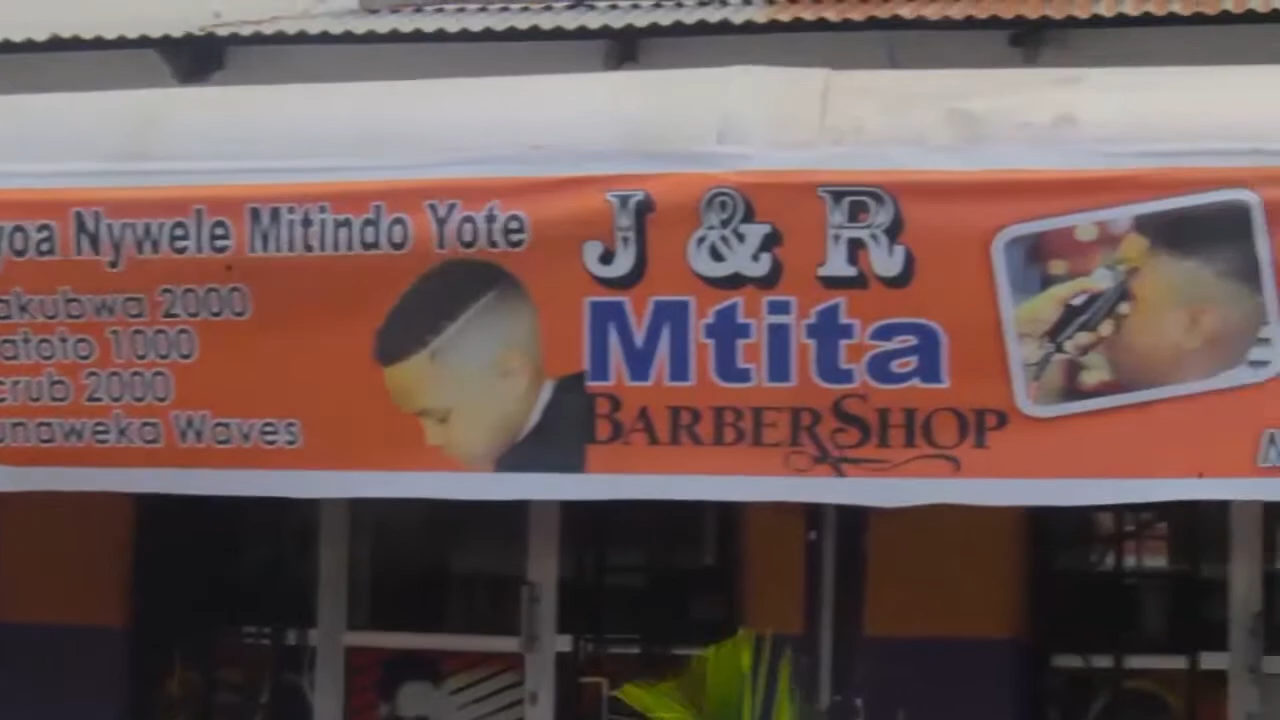 Nywele Mitindo Yote
2000
1000
2000
Waves
J & R
Mtita
BARBERSHOP